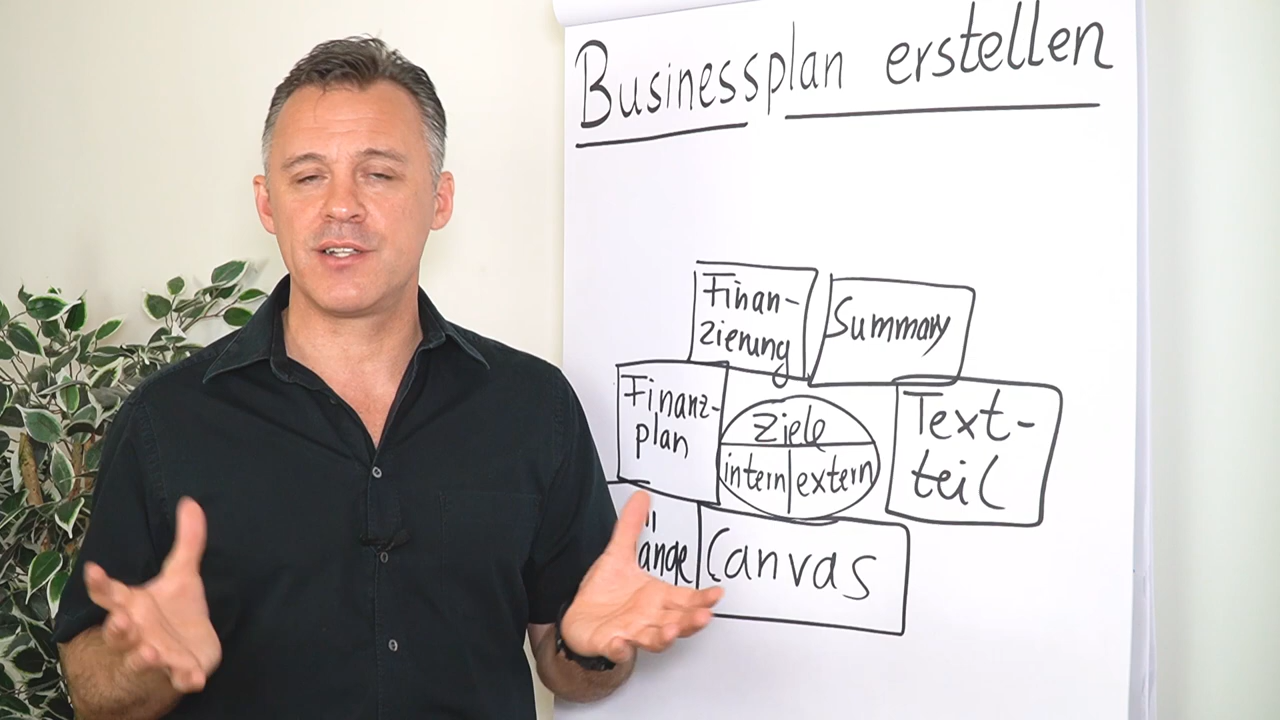 Businessplan erstellen
Finan-
zierung
Summary
Finanz-
plan
Ziele
intern extern
Text-
teil
Canvas